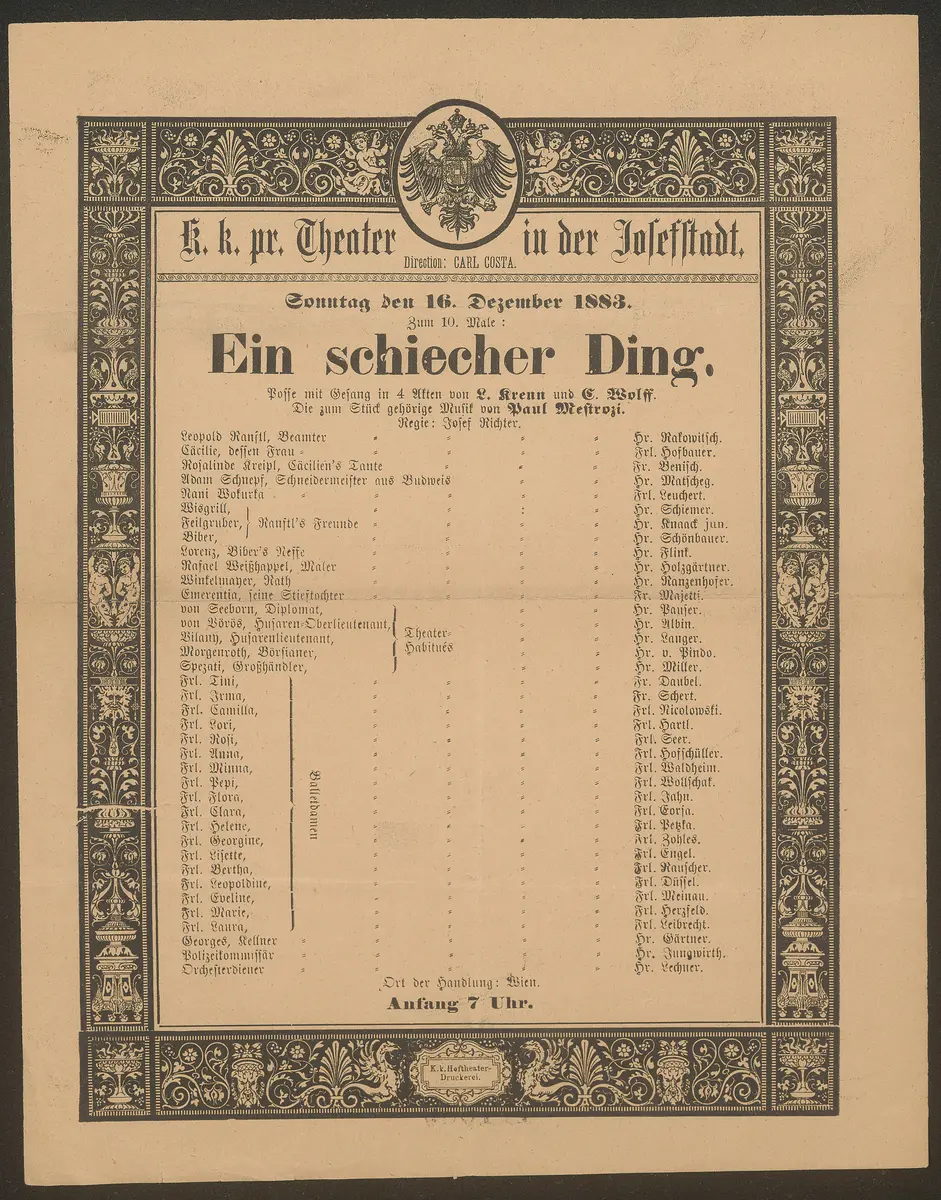 K. k. pr. Theater in der Josefstadt.
Direction: CARL COSTA.
Sonntag den 16. Dezember 1883.
Zum 10. Male:
Ein schiecher Ding.
Posse mit Gesang in 4 Akten von L. Krenn und C. Wolff.
Die zum Stück gehörige Musik von Paul Mestrozi.
Regie: Josef Richter.
Leopold Ranftl, Beamter Hr. Rakowitsch.
Cäcilie, dessen Frau Frl. Hofbauer.
Rosalinde Kreipl, Cäcilien's Tante Fr. Benisch.
Adam Schnepf, Schneidermeister aus Budweis Hr. Matscheg.
Nani Wokurka Frl. Leuchert.
Wisgrill, Hr. Schiemer.
Feilgruber, Ranftl's Freunde Hr. Knaack jun.
Biber, Hr. Schönbauer.
Lorenz, Biber's Neffe Hr. Flink.
Rafael Weißhappel, Maler Hr. Holzgärtner.
Winkelmayer, Rath Hr. Ranzenhofer.
Emerentia, seine Stieftochter Fr. Majetti.
von Seeborn, Diplomat, Hr. Pauser.
von Vörös, Husaren-Oberlieutenant, Hr. Albin.
Vilany, Husarenlieutenant, Theater-Habitués Hr. Langer.
Morgenroth, Börsianer, Hr. v. Pindo.
Spezati, Großhändler, Hr. Miller.
Frl. Tini, Fr. Daubel.
Frl. Irma, Fr. Schert.
Frl. Camilla, Frl. Nicolowski.
Frl. Lori, Frl. Hartl.
Frl. Rosi, Frl. Seer.
Frl. Anna, Frl. Hofschüller.
Frl. Minna, Frl. Waldheim.
Frl. Pepi, Frl. Wollschak.
Frl. Flora, Frl. Jahn.
Frl. Clara, Balletdamen Frl. Corsa.
Frl. Helene, Frl. Petzka.
Frl. Georgine, Frl. Zohles.
Frl. Lisette, Frl. Engel.
Frl. Bertha, Frl. Rauscher.
Frl. Leopoldine, Frl. Düssel.
Frl. Eveline, Frl. Meinau.
Frl. Marie, Frl. Herzfeld.
Frl. Laura, Frl. Leibrecht.
Georges, Kellner Hr. Gärtner.
Polizeikommissär Hr. Jungwirth.
Orchesterdiener Hr. Lechner.
Ort der Handlung: Wien.
Anfang 7 Uhr.
K. k. Hoftheater-
Druckerei.